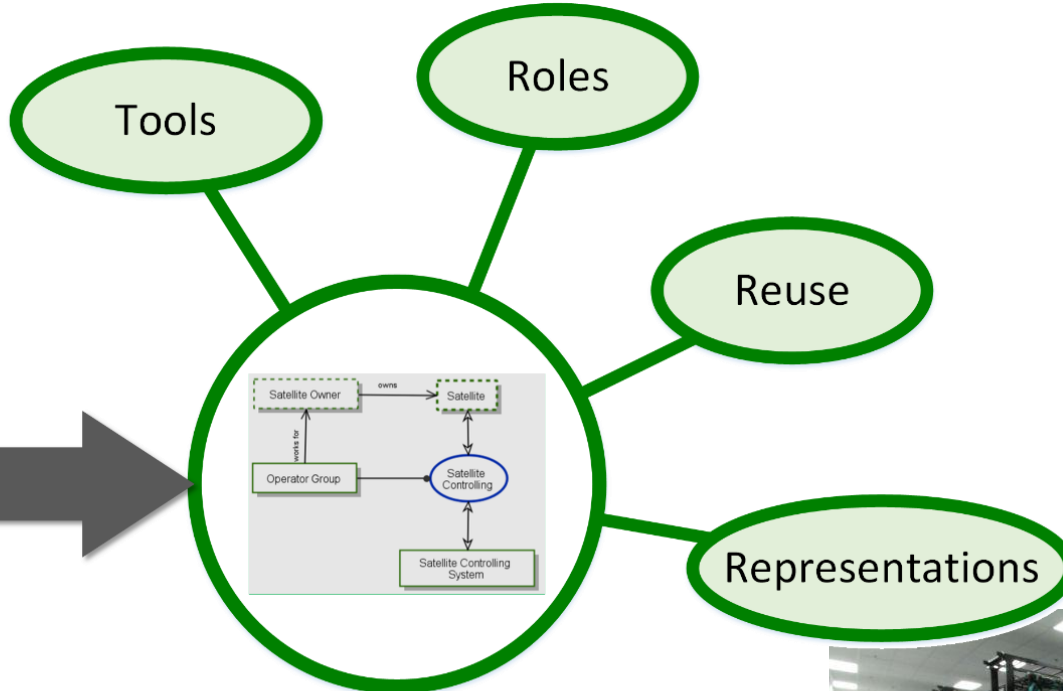 Tools
Roles
Reuse
Representations
Satellite Owner
owns
Satellite
works for
Operator Group
Satellite
Controlling
Satellite Controlling
System